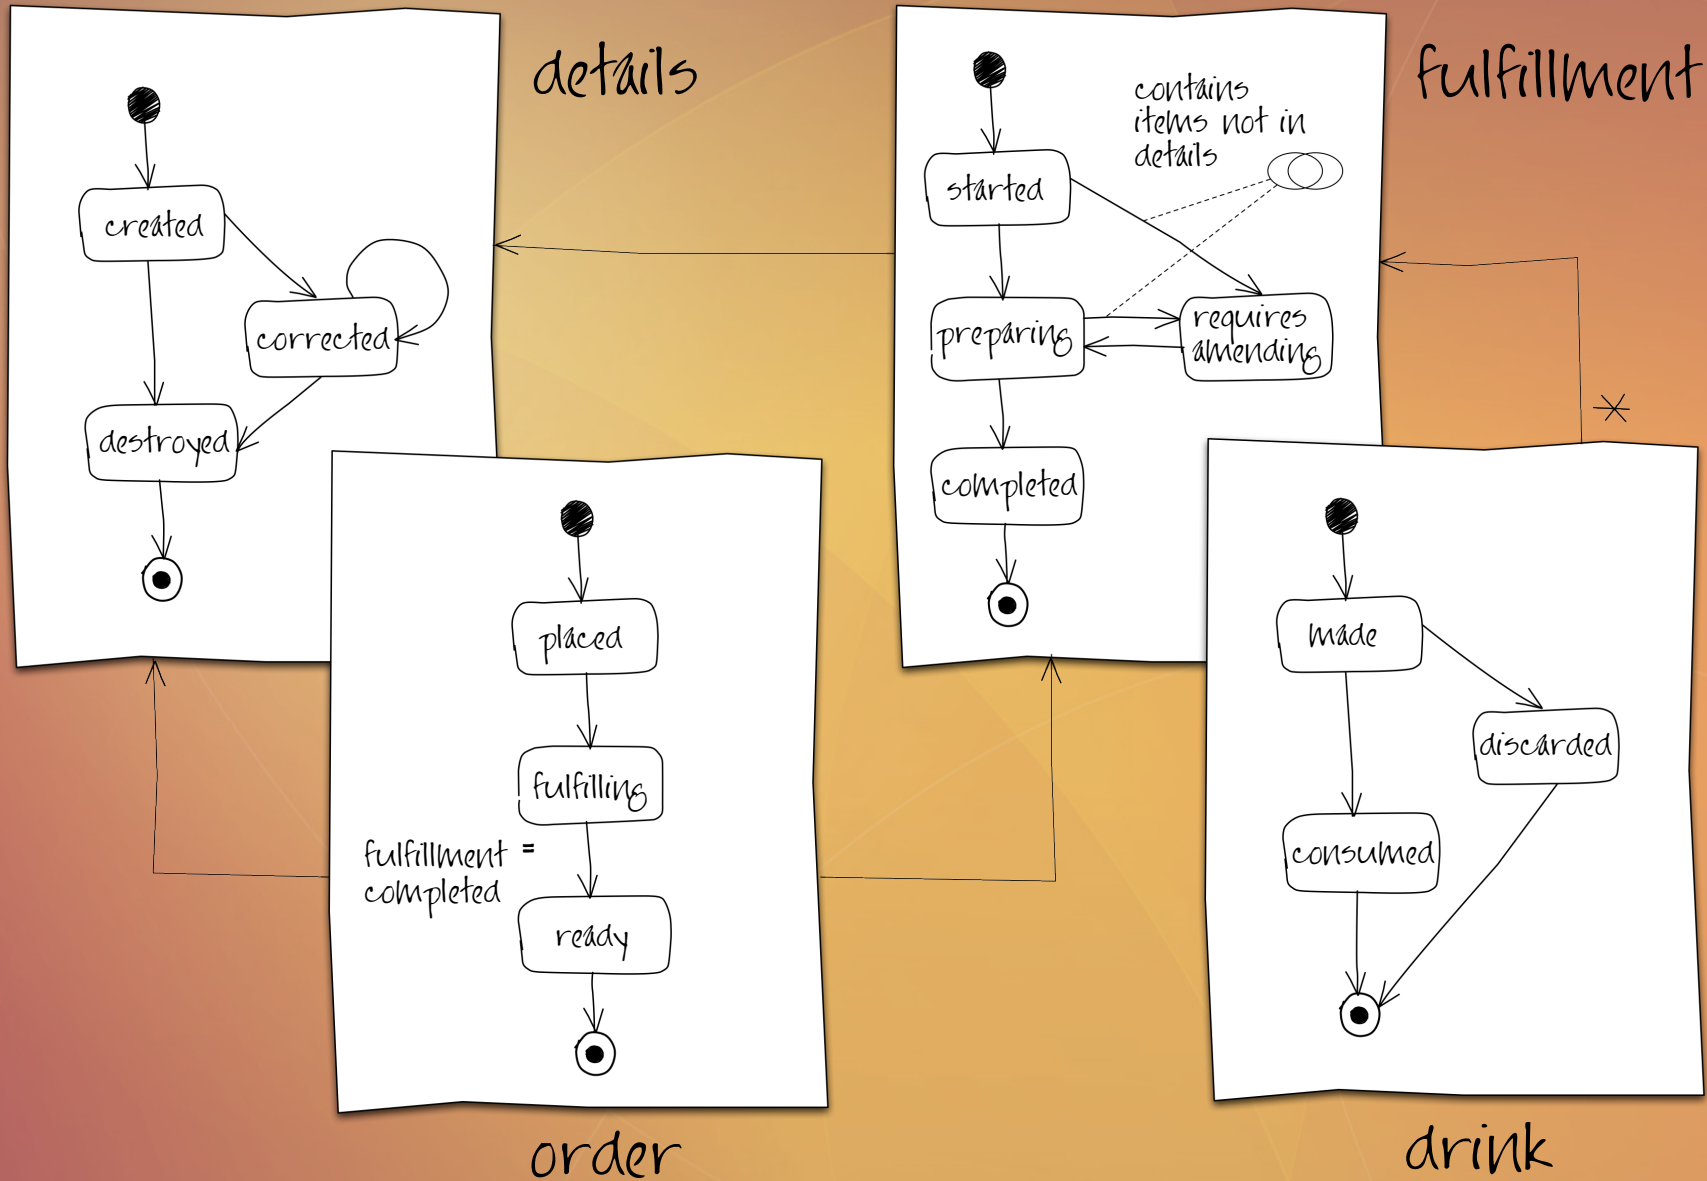 details
created
corrected
destroyed
fulfillment
contains
items not in
details
started
preparing
requires
amending
completed
order
placed
fulfilling
fulfillment =
completed
ready
drink
made
discarded
consumed